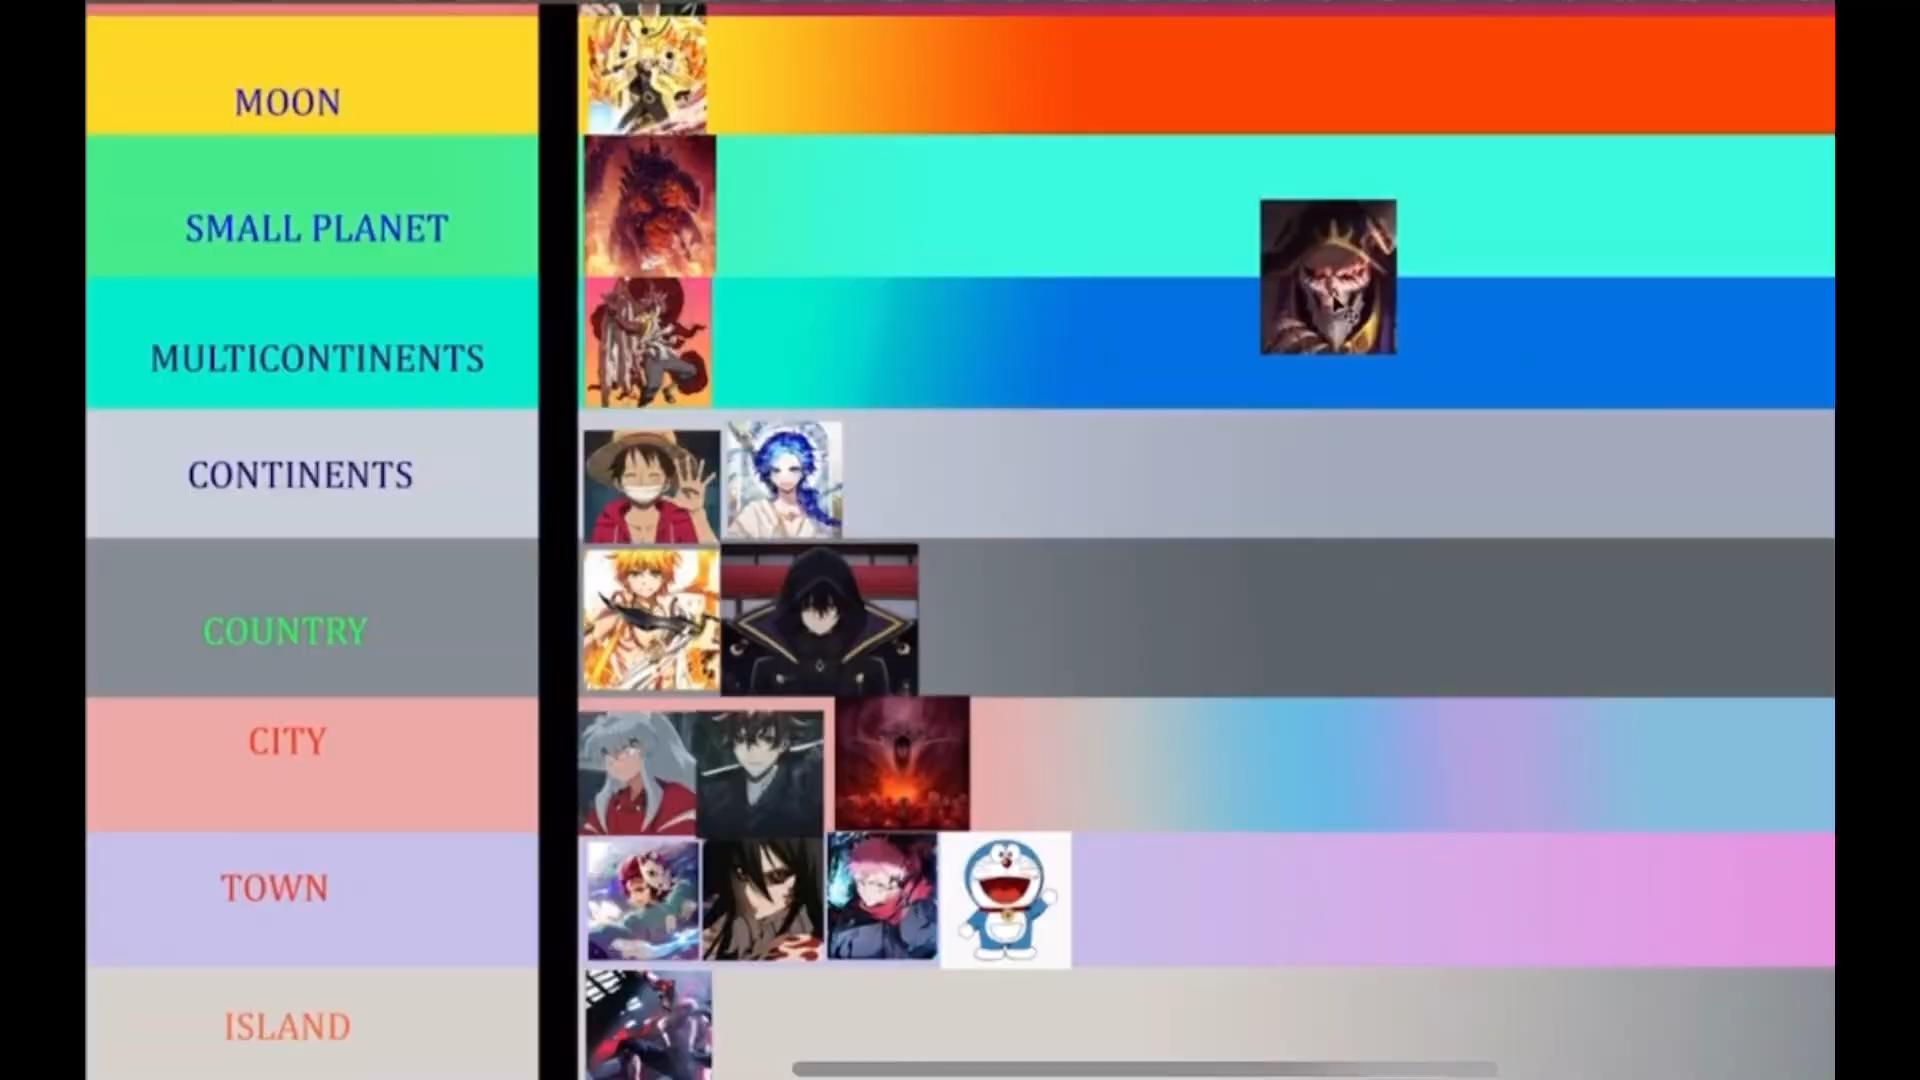 MOON
SMALL PLANET
MULTICONTINENTS
CONTINENTS
COUNTRY
CITY
TOWN
ISLAND